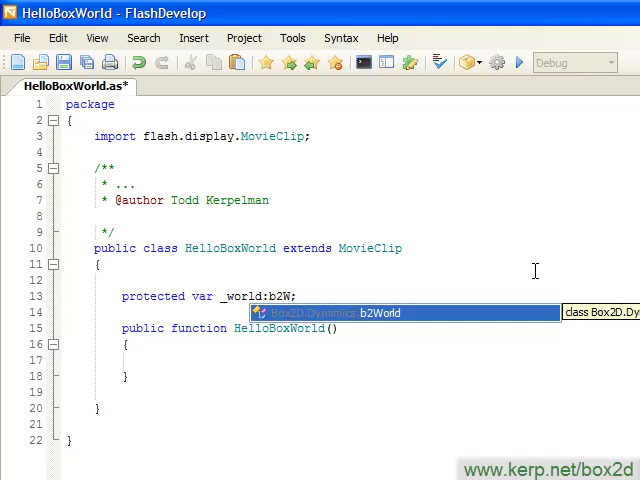 HelloBoxWorld - FlashDevelop
File Edit View Search Insert Project Tools Syntax Help
Debug
HelloBoxWorld.as*
1 package
2 {
3 import flash.display.MovieClip;
4
5 /**
6 * ...
7 * @author Todd Kerpelman
8
9 */
10 public class HelloBoxWorld extends MovieClip
11 {
12
13 protected var _world:b2W;
14 Box2D.Dynamics.b2World class Box2D.Dy
15 public function HelloBoxWorld()
16 {
17
18 }
19
20 }
21
22 }
www.kerp.net/box2d